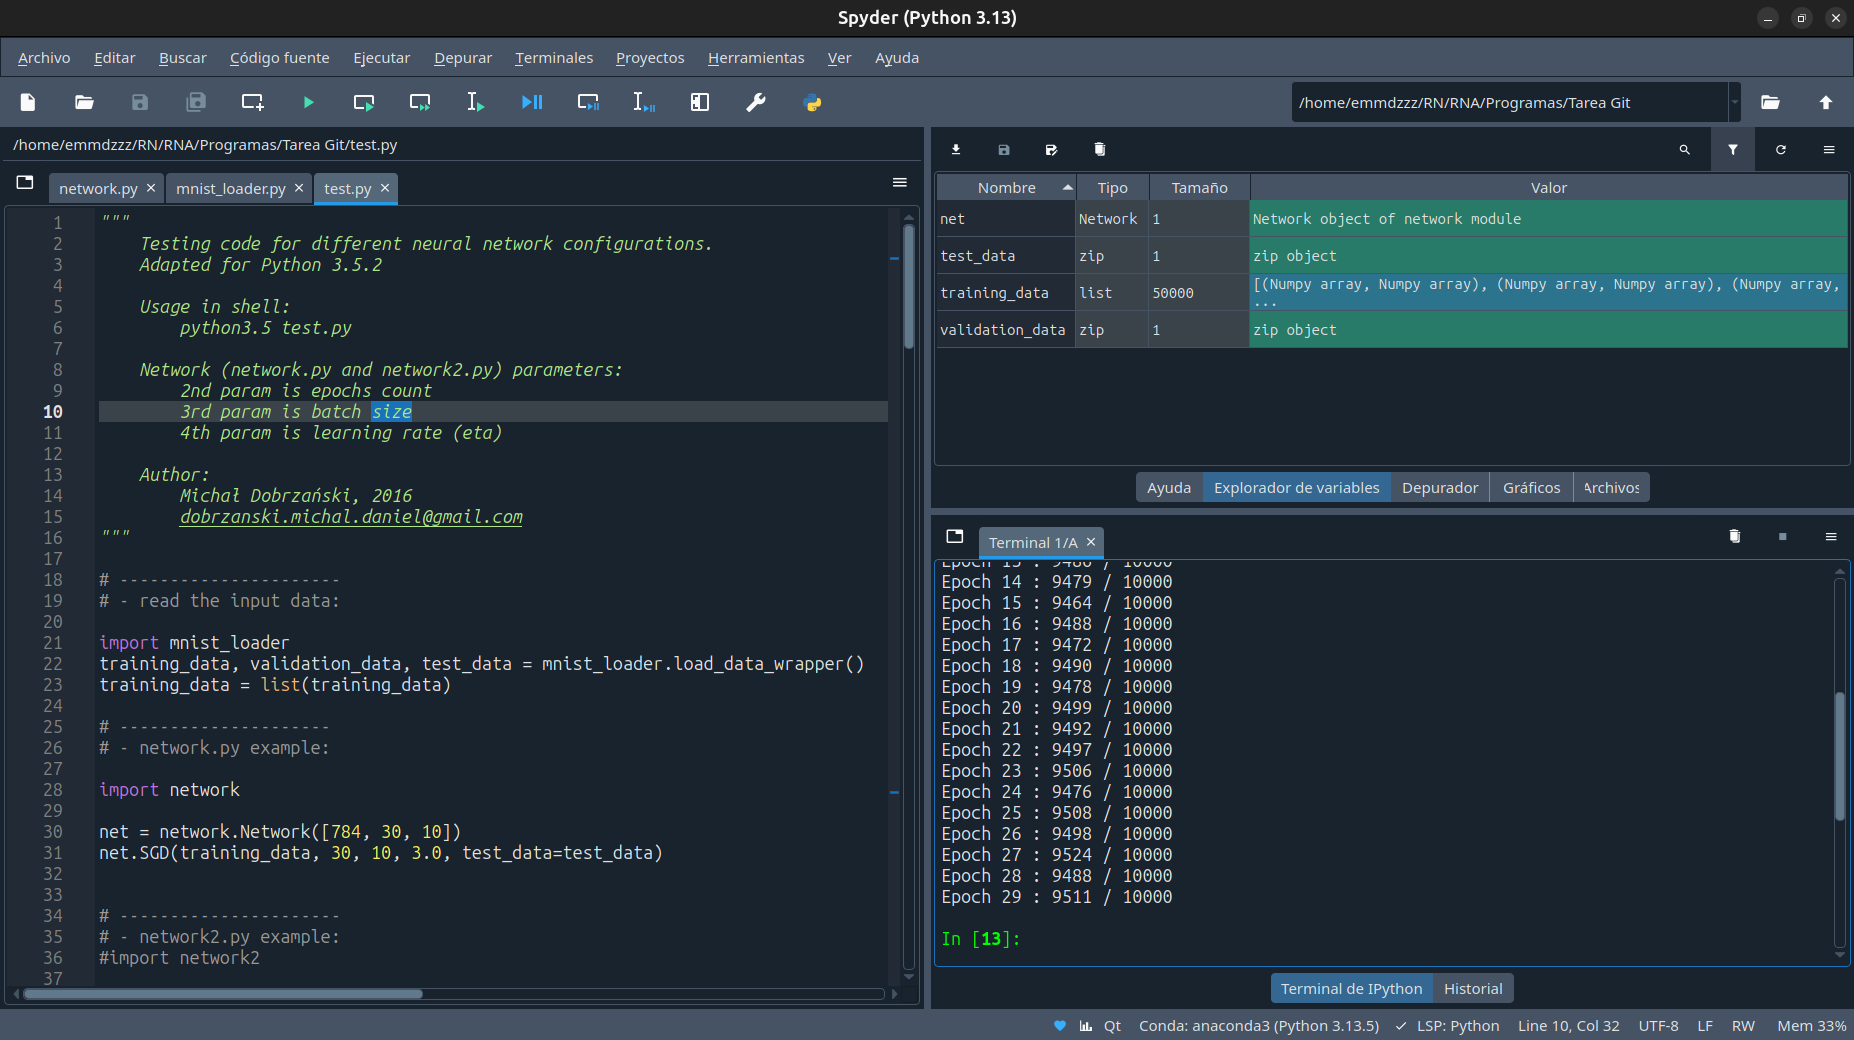 Spyder (Python 3.13)
Archivo Editar Buscar Código fuente Ejecutar Depurar Terminales Proyectos Herramientas Ver Ayuda
/home/emmdzzz/RN/RNA/Programas/Tarea Git
/home/emmdzzz/RN/RNA/Programas/Tarea Git/test.py
network.py mnist_loader.py test.py
1 """
2 Testing code for different neural network configurations.
3 Adapted for Python 3.5.2
4
5 Usage in shell:
6 python3.5 test.py
7
8 Network (network.py and network2.py) parameters:
9 2nd param is epochs count
10 3rd param is batch size
11 4th param is learning rate (eta)
12
13 Author:
14 Michał Dobrzański, 2016
15 dobrzanski.michal.daniel@gmail.com
16 """
17
18 # ----------------------
19 # - read the input data:
20
21 import mnist_loader
22 training_data, validation_data, test_data = mnist_loader.load_data_wrapper()
23 training_data = list(training_data)
24
25 # ---------------------
26 # - network.py example:
27
28 import network
29
30 net = network.Network([784, 30, 10])
31 net.SGD(training_data, 30, 10, 3.0, test_data=test_data)
32
33
34 # ----------------------
35 # - network2.py example:
36 #import network2
37
Nombre Tipo Tamaño Valor
net Network 1 Network object of network module
test_data zip 1 zip object
training_data list 50000 [(Numpy array, Numpy array), (Numpy array, Numpy array), (Numpy array,
...
validation_data zip 1 zip object
Ayuda Explorador de variables Depurador Gráficos Archivos
Terminal 1/A
Epoch 13 : 9486 / 10000
Epoch 14 : 9479 / 10000
Epoch 15 : 9464 / 10000
Epoch 16 : 9488 / 10000
Epoch 17 : 9472 / 10000
Epoch 18 : 9490 / 10000
Epoch 19 : 9478 / 10000
Epoch 20 : 9499 / 10000
Epoch 21 : 9492 / 10000
Epoch 22 : 9497 / 10000
Epoch 23 : 9506 / 10000
Epoch 24 : 9476 / 10000
Epoch 25 : 9508 / 10000
Epoch 26 : 9498 / 10000
Epoch 27 : 9524 / 10000
Epoch 28 : 9488 / 10000
Epoch 29 : 9511 / 10000
In [13]:
Terminal de IPython Historial
Qt Conda: anaconda3 (Python 3.13.5) LSP: Python Line 10, Col 32 UTF-8 LF RW Mem 33%